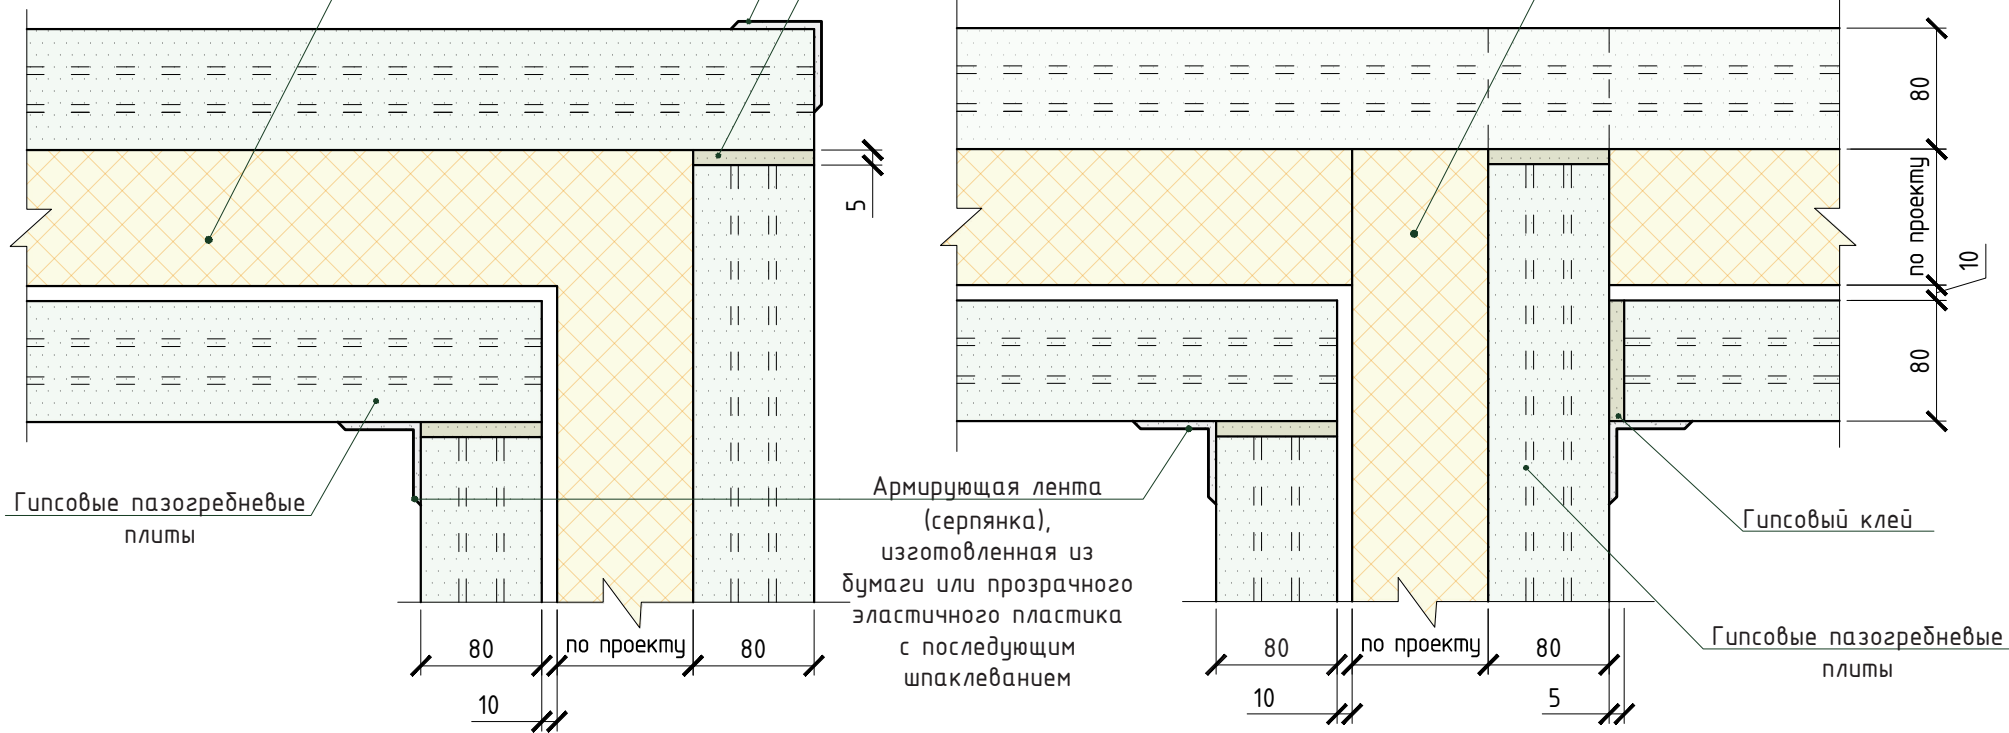 80
по проекту
10
80
5
Гипсовые пазогребневые
плиты
Армирующая лента
(серпянка),
изготовленная из
бумаги или прозрачного
эластичного пластика
с последующим
шпаклеванием
Гипсовый клей
Гипсовые пазогребневые
плиты
80
по проекту
80
10
80
по проекту
80
10
5